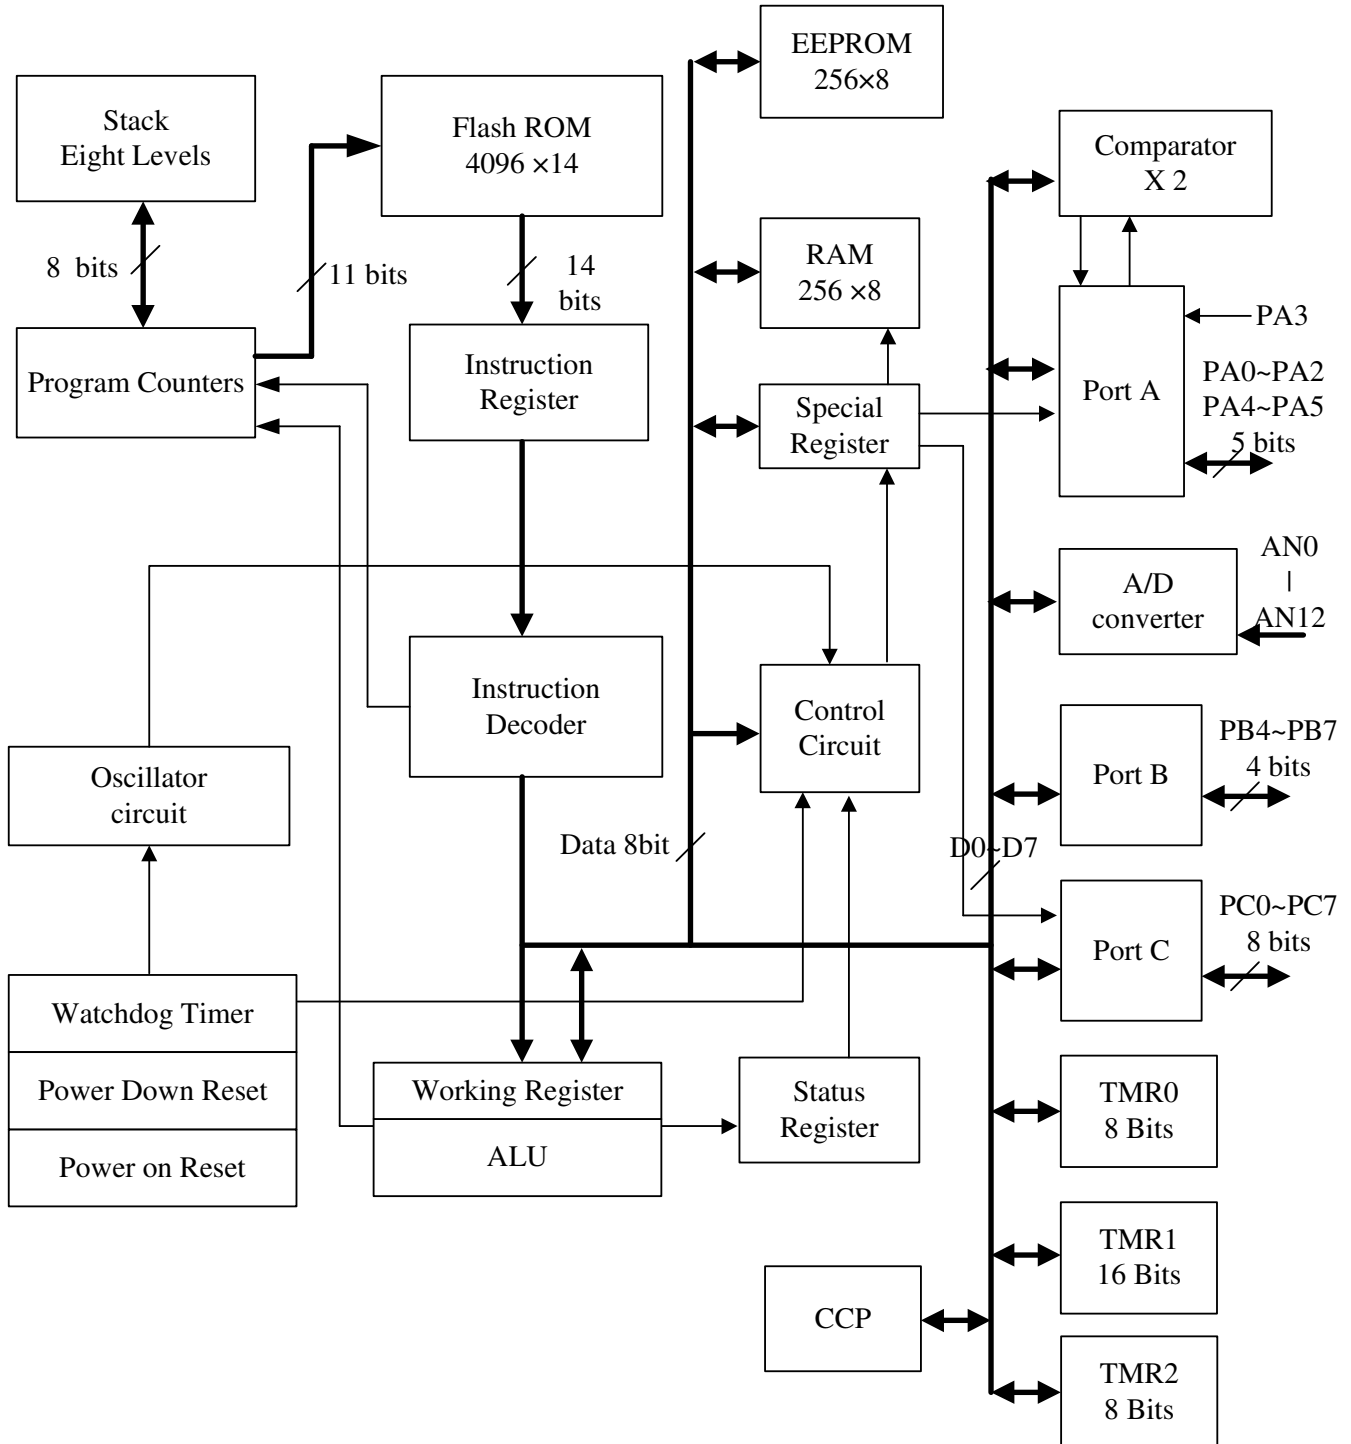 EEPROM
256×8
Stack
Eight Levels
Flash ROM
4096 ×14
Comparator
X 2
8 bits
11 bits
14
bits
RAM
256 ×8
PA3
Program Counters
Instruction
Register
Special
Register
Port A
PA0~PA2
PA4~PA5
5 bits
A/D
converter
AN0
|
AN12
Instruction
Decoder
Control
Circuit
Port B
PB4~PB7
4 bits
Oscillator
circuit
Data 8bit
D0~D7
Port C
PC0~PC7
8 bits
Watchdog Timer
Power Down Reset
Power on Reset
Working Register
ALU
Status
Register
TMR0
8 Bits
TMR1
16 Bits
CCP
TMR2
8 Bits